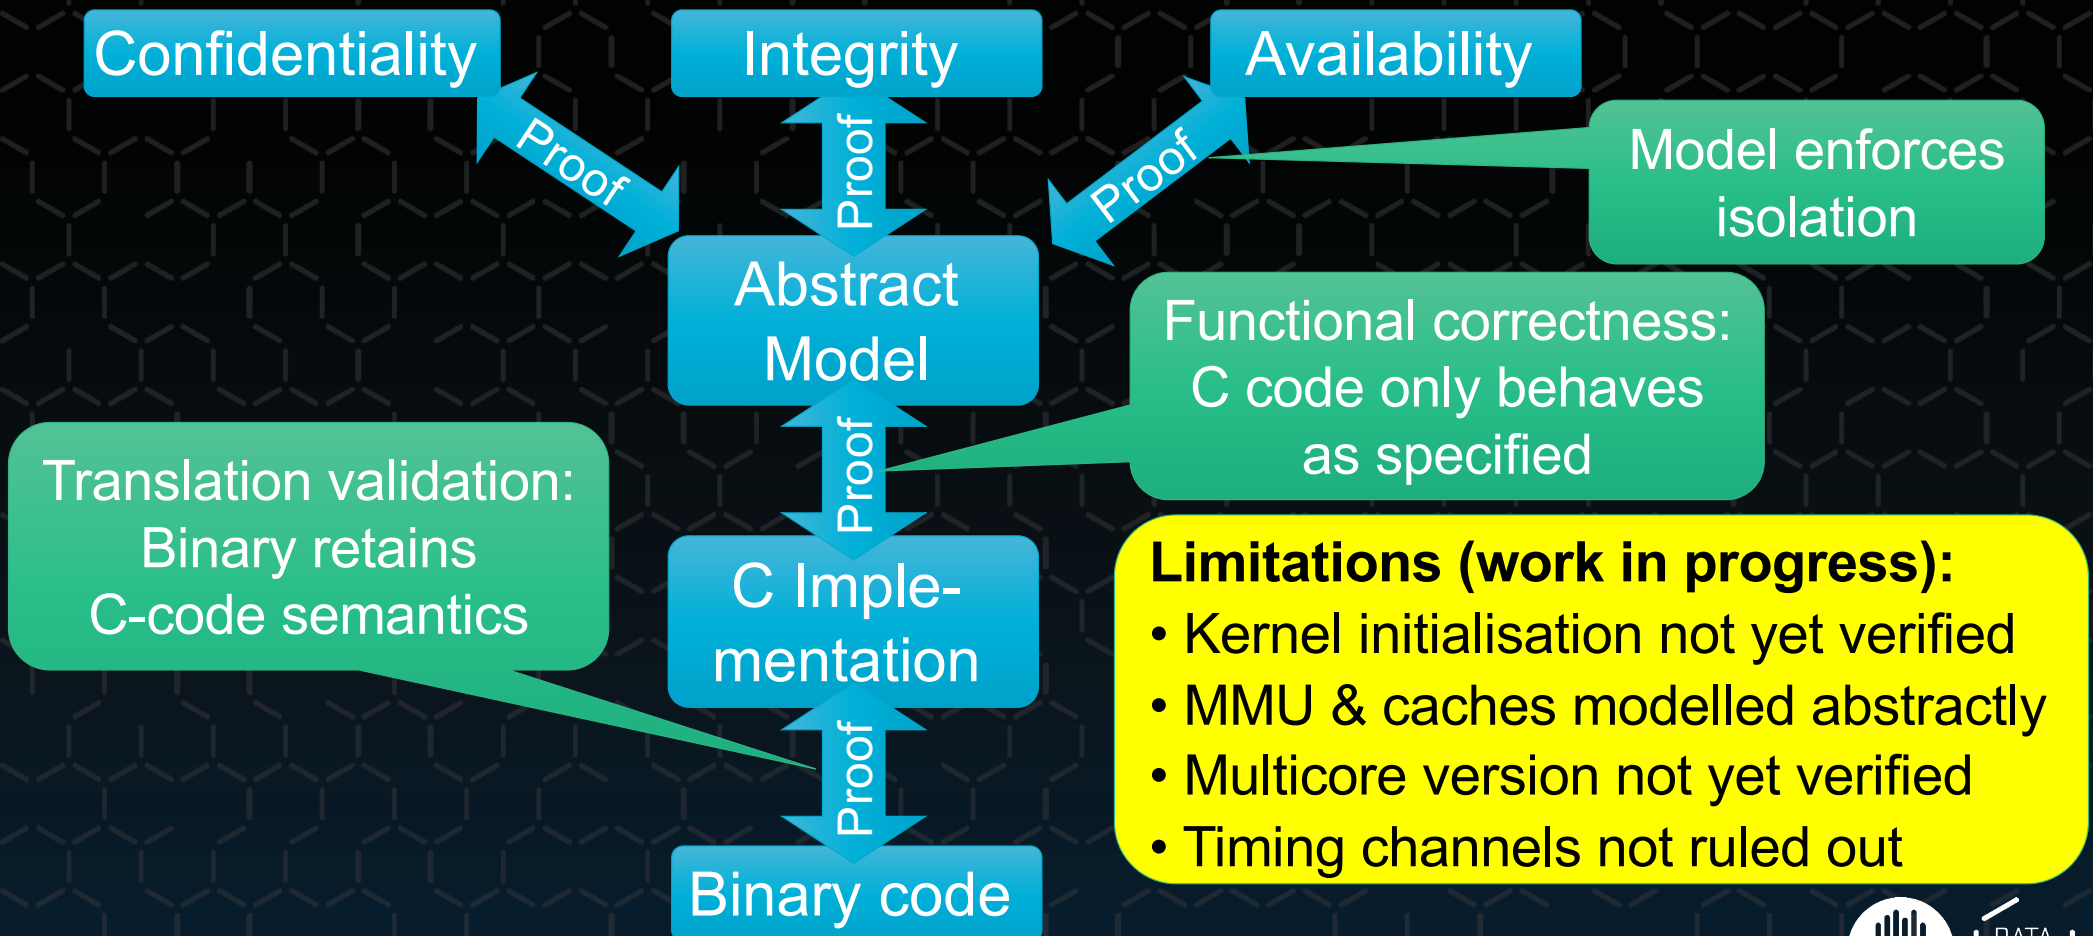 Confidentiality
Integrity
Availability
Proof
Proof
Proof
Model enforces
isolation
Abstract
Model
Functional correctness:
C code only behaves
as specified
Proof
Translation validation:
Binary retains
C-code semantics
C Imple-
mentation
Limitations (work in progress):
• Kernel initialisation not yet verified
• MMU & caches modelled abstractly
• Multicore version not yet verified
• Timing channels not ruled out
Proof
Binary code
DATA